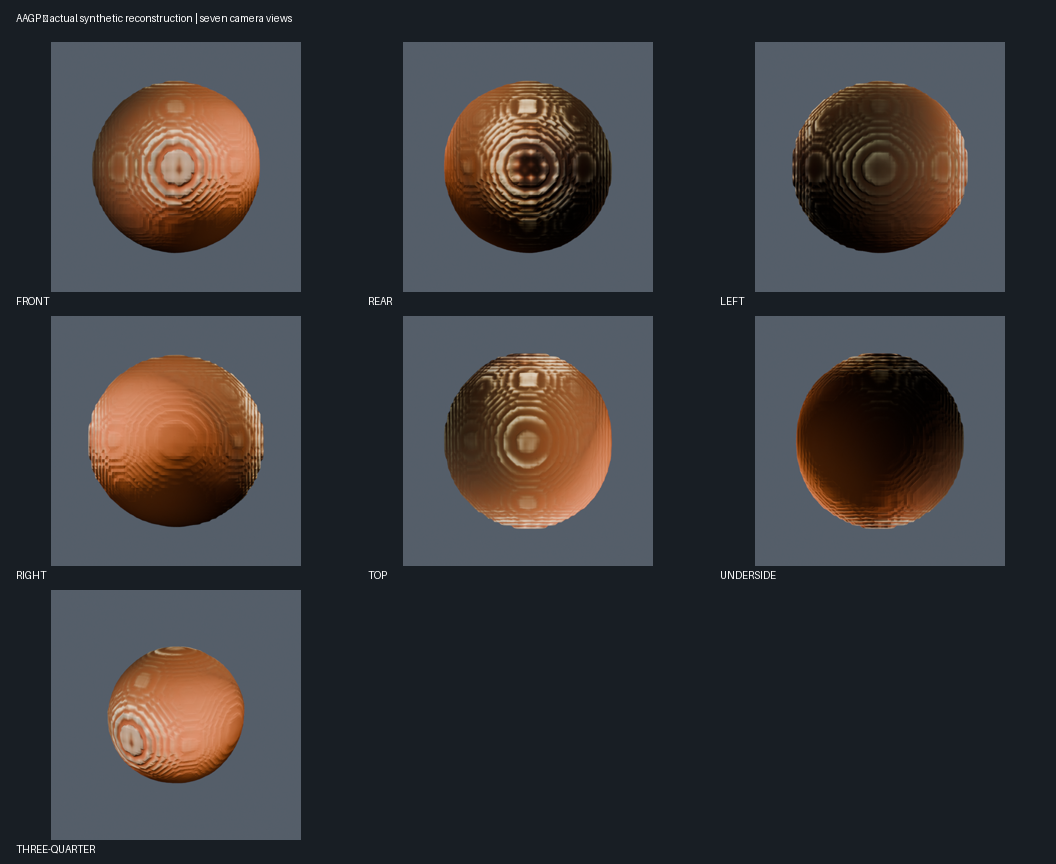 AAGP □ actual synthetic reconstruction | seven camera views
FRONT
REAR
LEFT
RIGHT
TOP
UNDERSIDE
THREE-QUARTER